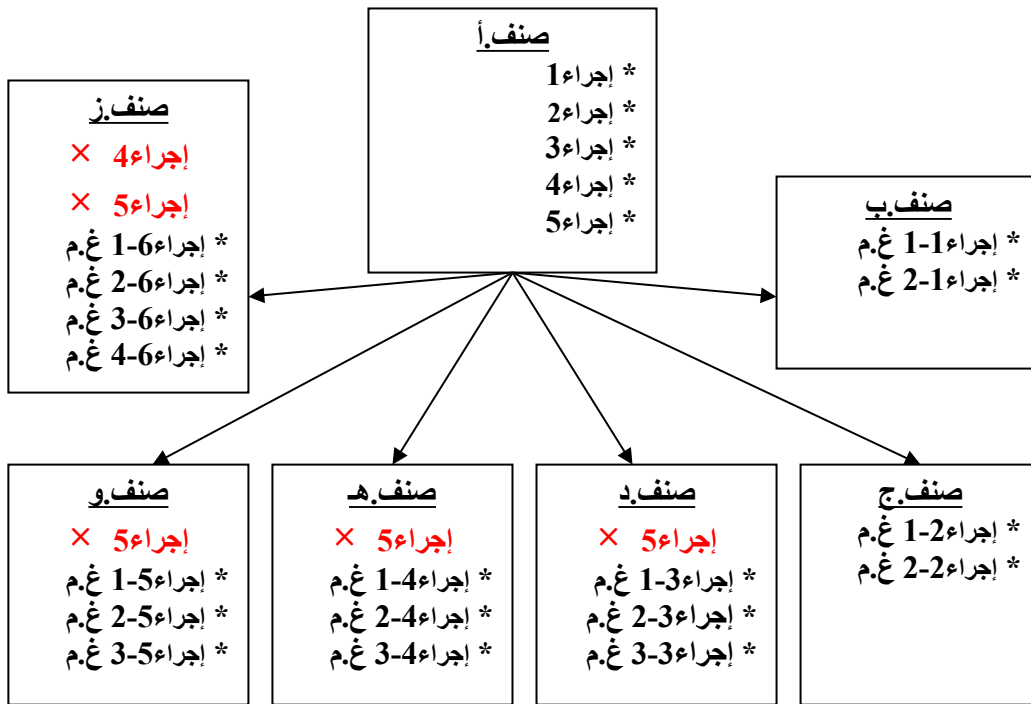 صنف.أ
* إجراء1
* إجراء2
* إجراء3
* إجراء4
* إجراء5
صنف.ب
* إجراء1-1 غ.م
* إجراء1-2 غ.م
صنف.ز
إجراء4 ×
إجراء5 ×
* إجراء6-1 غ.م
* إجراء6-2 غ.م
* إجراء6-3 غ.م
* إجراء6-4 غ.م
صنف.ج
* إجراء2-1 غ.م
* إجراء2-2 غ.م
صنف.د
إجراء5 ×
* إجراء3-1 غ.م
* إجراء3-2 غ.م
* إجراء3-3 غ.م
صنف.هـ
إجراء5 ×
* إجراء4-1 غ.م
* إجراء4-2 غ.م
* إجراء4-3 غ.م
صنف.و
إجراء5 ×
* إجراء5-1 غ.م
* إجراء5-2 غ.م
* إجراء5-3 غ.م